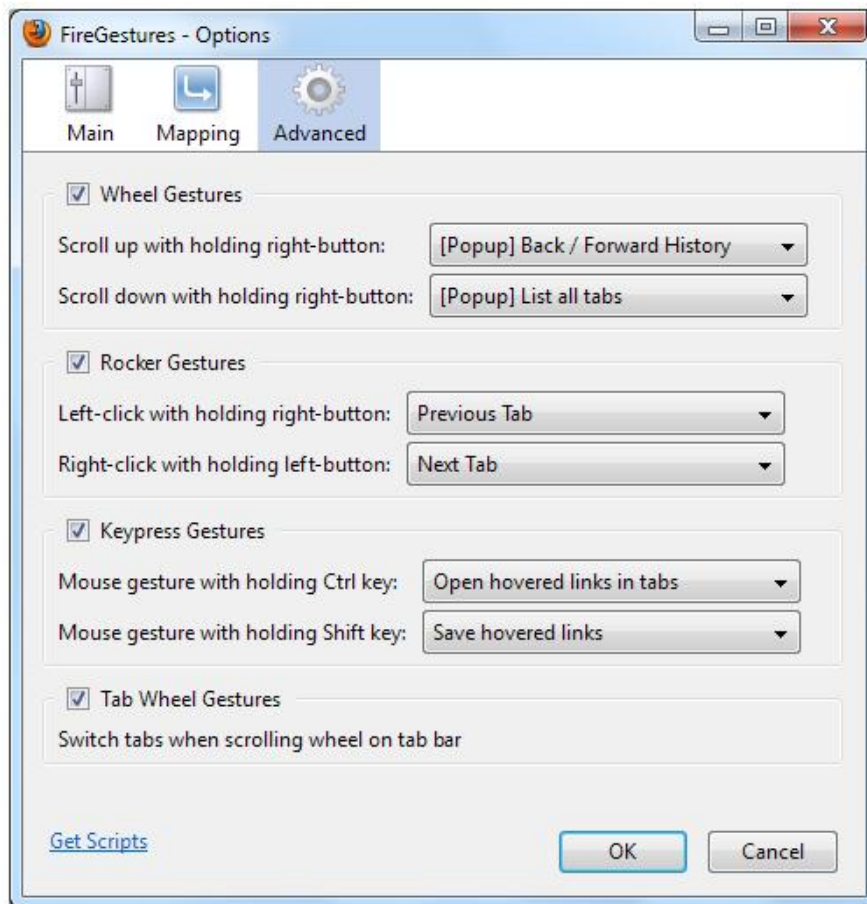 FireGestures - Options
Main Mapping Advanced
Wheel Gestures
Scroll up with holding right-button: [Popup] Back / Forward History
Scroll down with holding right-button: [Popup] List all tabs
Rocker Gestures
Left-click with holding right-button: Previous Tab
Right-click with holding left-button: Next Tab
Keypress Gestures
Mouse gesture with holding Ctrl key: Open hovered links in tabs
Mouse gesture with holding Shift key: Save hovered links
Tab Wheel Gestures
Switch tabs when scrolling wheel on tab bar
Get Scripts OK Cancel